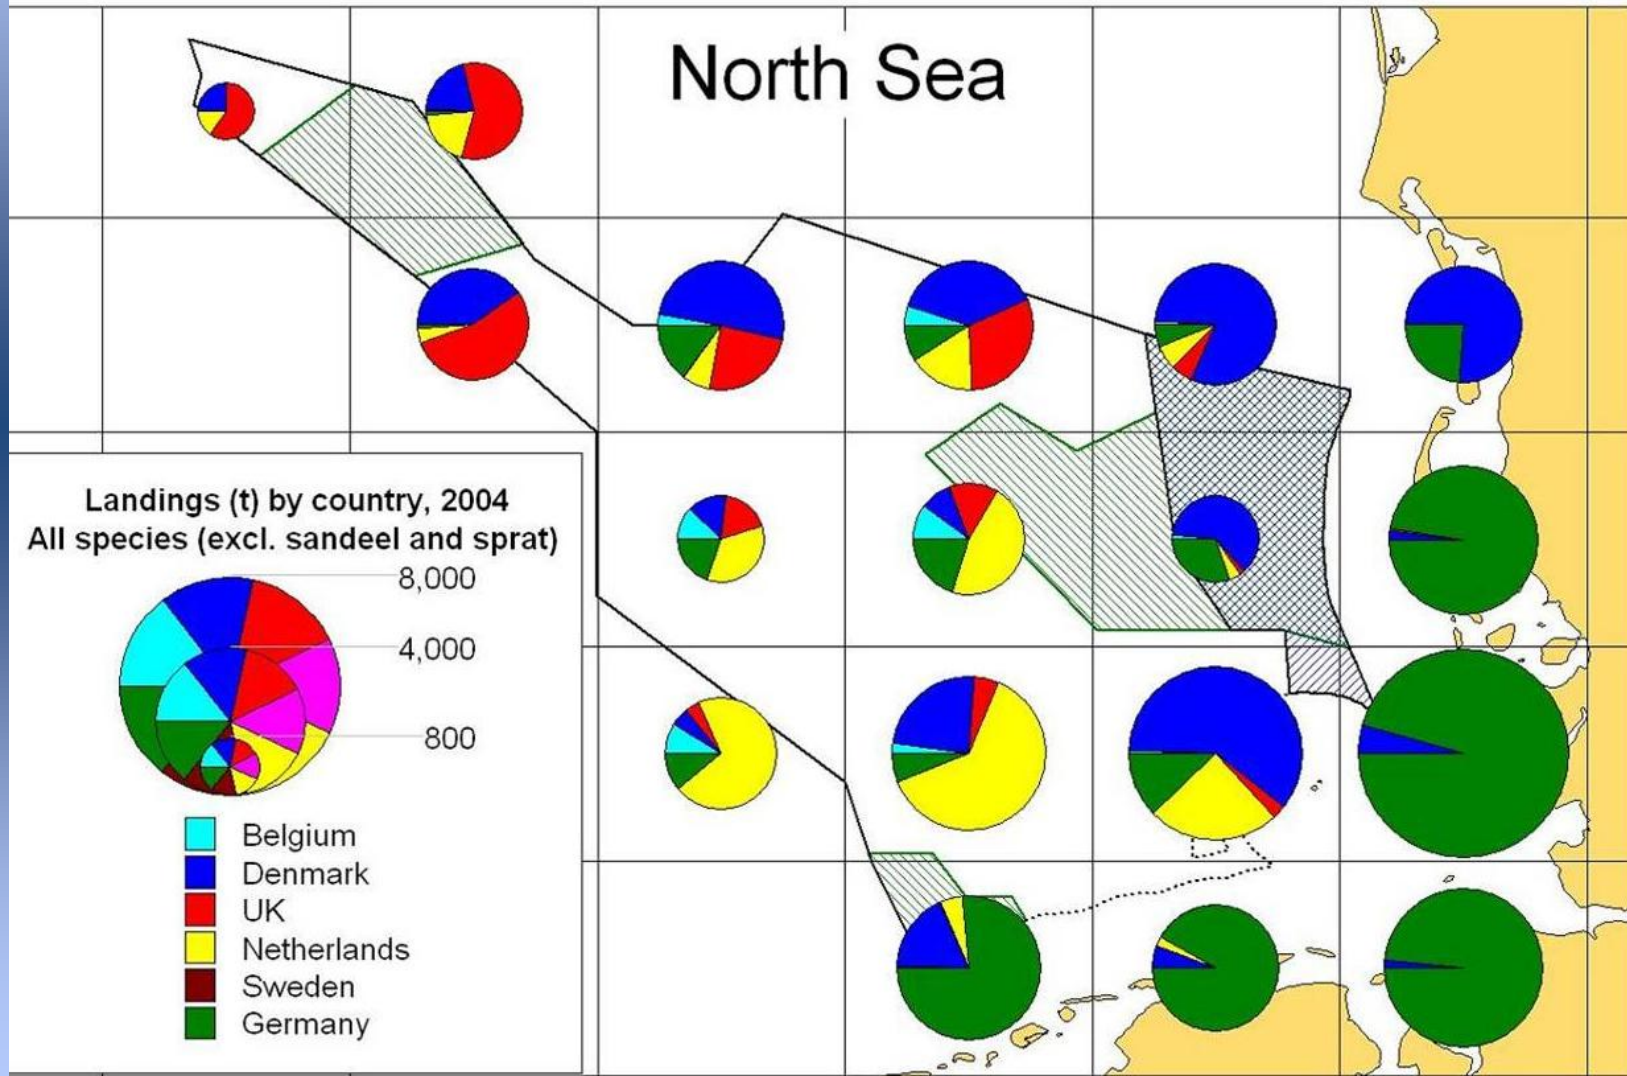 North Sea
Landings (t) by country, 2004
All species (excl. sandeel and sprat)
8,000
4,000
800
Belgium
Denmark
UK
Netherlands
Sweden
Germany